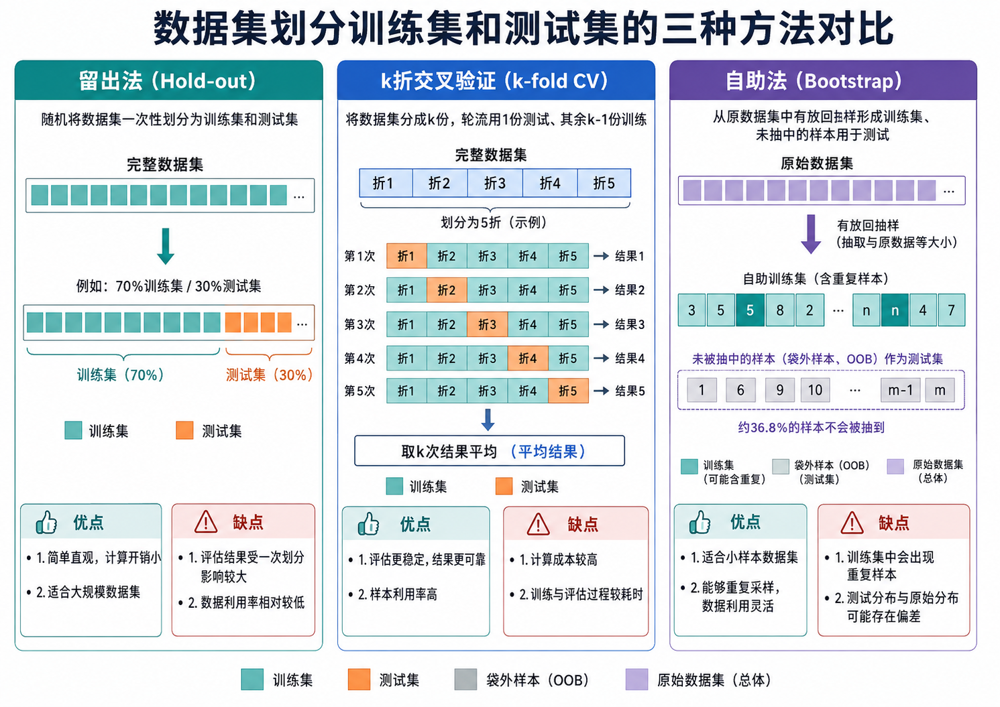 数据集划分训练集和测试集的三种方法对比
留出法（Hold-out）
随机将数据集一次性划分为训练集和测试集
完整数据集
...
例如：70%训练集 / 30%测试集
...
训练集（70%）
测试集（30%）
训练集
测试集
优点
• 1. 简单直观，计算开销小
• 2. 适合大规模数据集
缺点
• 1. 评估结果受一次划分
影响较大
• 2. 数据利用率相对较低
k折交叉验证（k-fold CV）
将数据集分成k份，轮流用1份测试、其余k-1份训练
完整数据集
折1 折2 折3 折4 折5
划分为5折（示例）
第1次 折1 折2 折3 折4 折5 → 结果1
第2次 折1 折2 折3 折4 折5 → 结果2
第3次 折1 折2 折3 折4 折5 → 结果3
第4次 折1 折2 折3 折4 折5 → 结果4
第5次 折1 折2 折3 折4 折5 → 结果5
取k次结果平均 （平均结果）
训练集
测试集
优点
• 1. 评估更稳定，结果更可靠
• 2. 样本利用率高
缺点
• 1. 计算成本较高
• 2. 训练与评估过程较耗时
自助法（Bootstrap）
从原数据集中有放回样形成训练集、
未抽中的样本用于测试
原始数据集
...
有放回抽样
（抽取与原数据等大小）
自助训练集（含重复样本）
3 5 5 8 2 ... n n 4 7
未被抽中的样本（袋外样本、OOB）作为测试集
1 6 9 10 ... m-1 m
约36.8%的样本不会被抽到
训练集
（可能含重复）
袋外样本（OOB）
（测试集）
原始数据集
（总体）
优点
• 1. 适合小样本数据集
• 2. 能够重复采样，
数据利用灵活
缺点
• 1. 训练集中会出现
重复样本
• 2. 测试分布与原始分布
可能存在偏差
训练集
测试集
袋外样本（OOB）
原始数据集（总体）